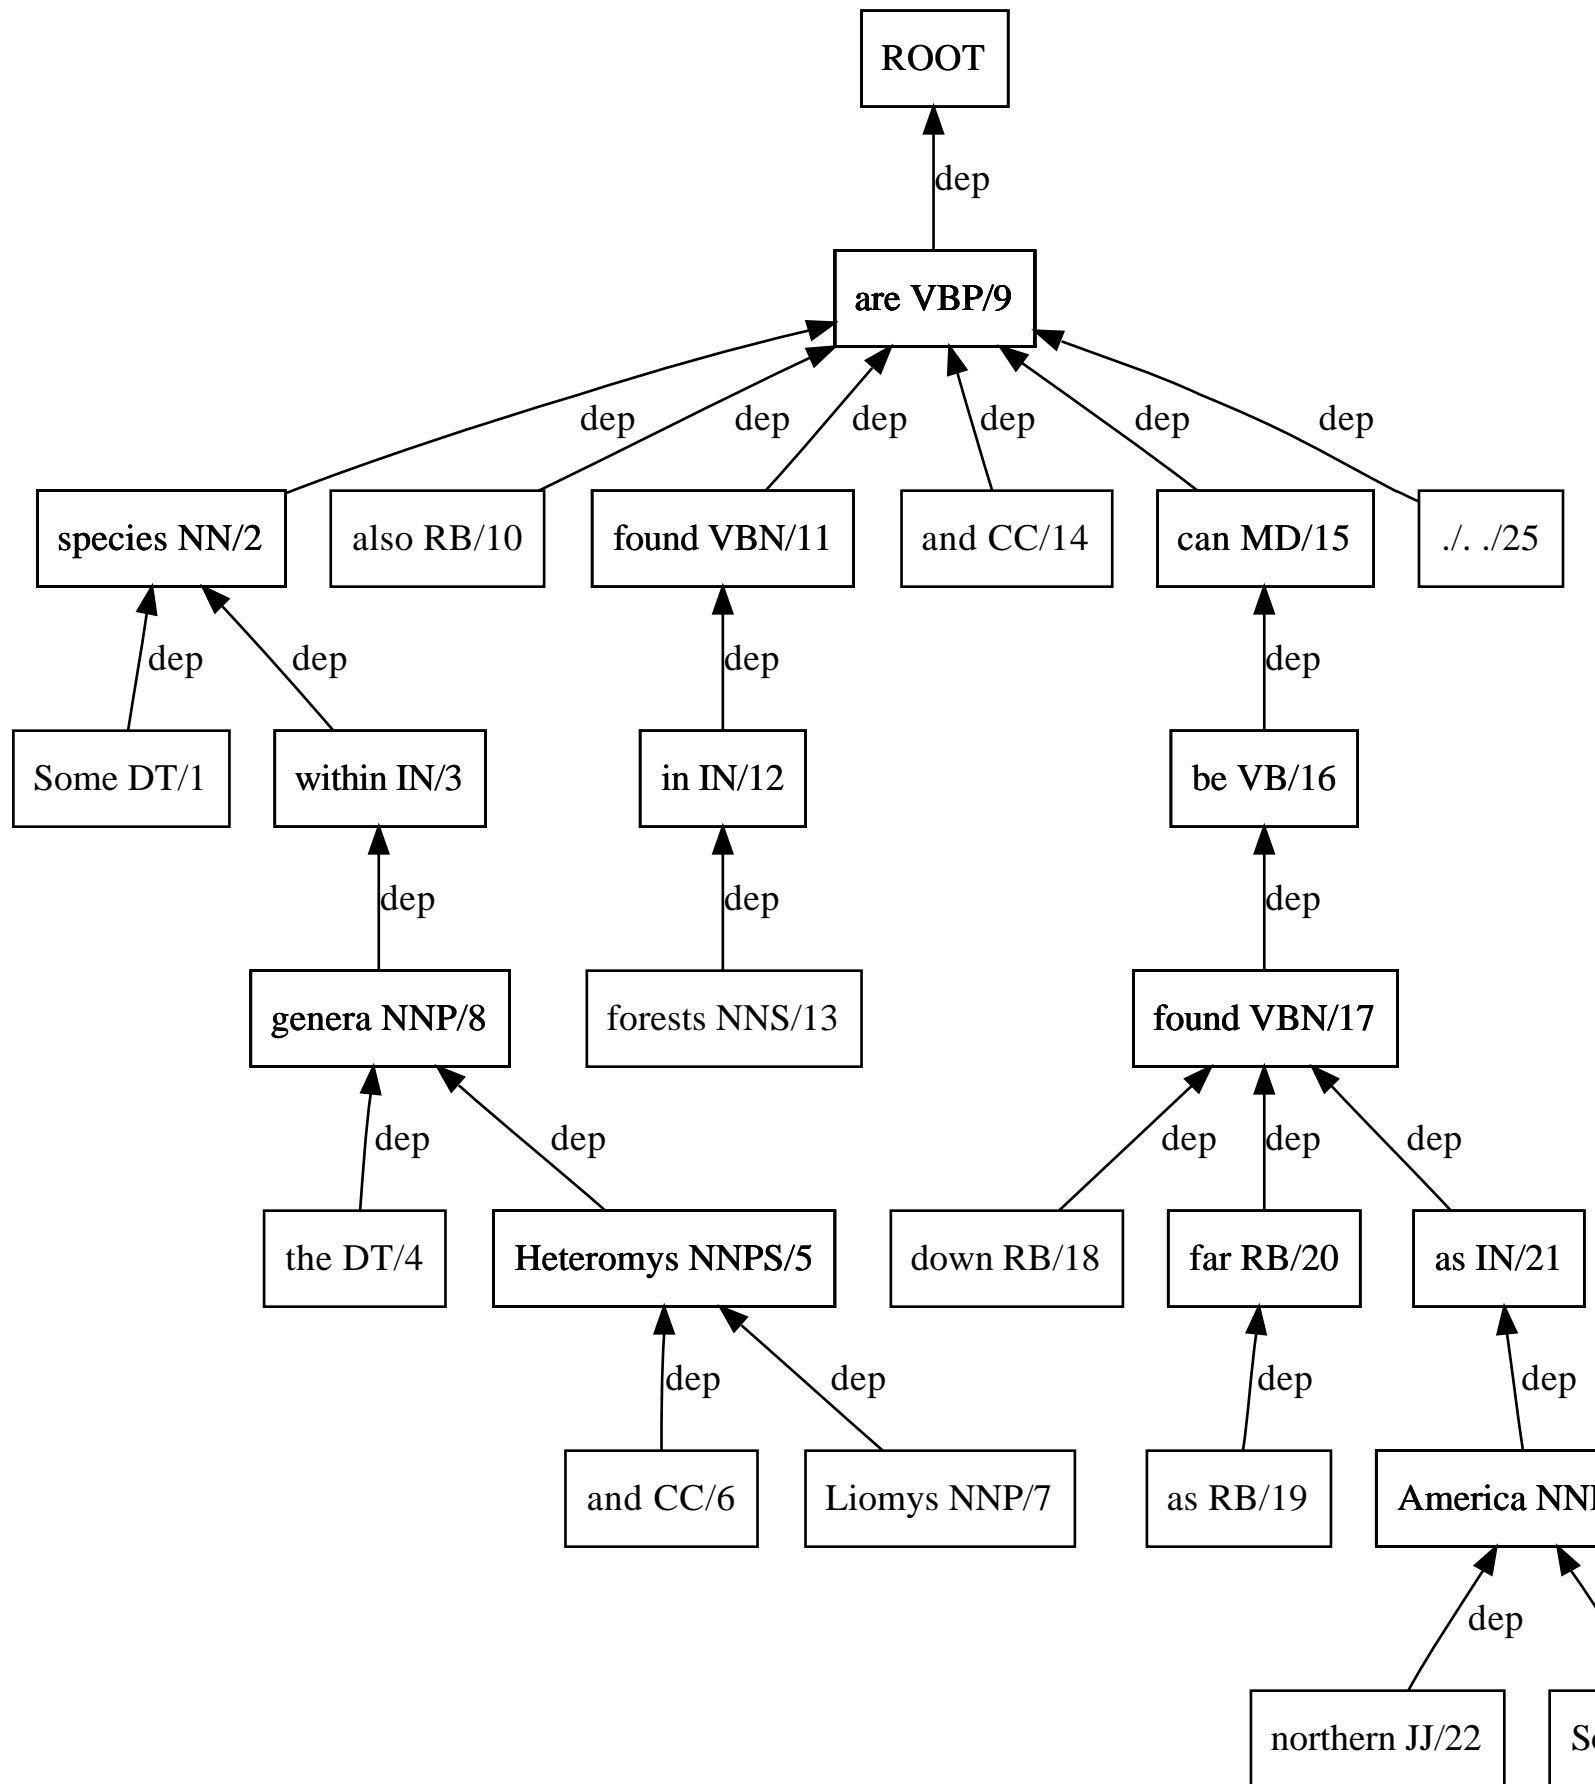 ROOT
dep
are VBP/9
dep dep dep dep dep dep
species NN/2 also RB/10 found VBN/11 and CC/14 can MD/15 ./. ./25
dep dep dep dep
Some DT/1 within IN/3 in IN/12 be VB/16
dep dep dep
genera NNP/8 forests NNS/13 found VBN/17
dep dep dep dep dep
the DT/4 Heteromys NNPS/5 down RB/18 far RB/20 as IN/21
dep dep dep dep
and CC/6 Liomys NNP/7 as RB/19 America
dep
northern JJ/22